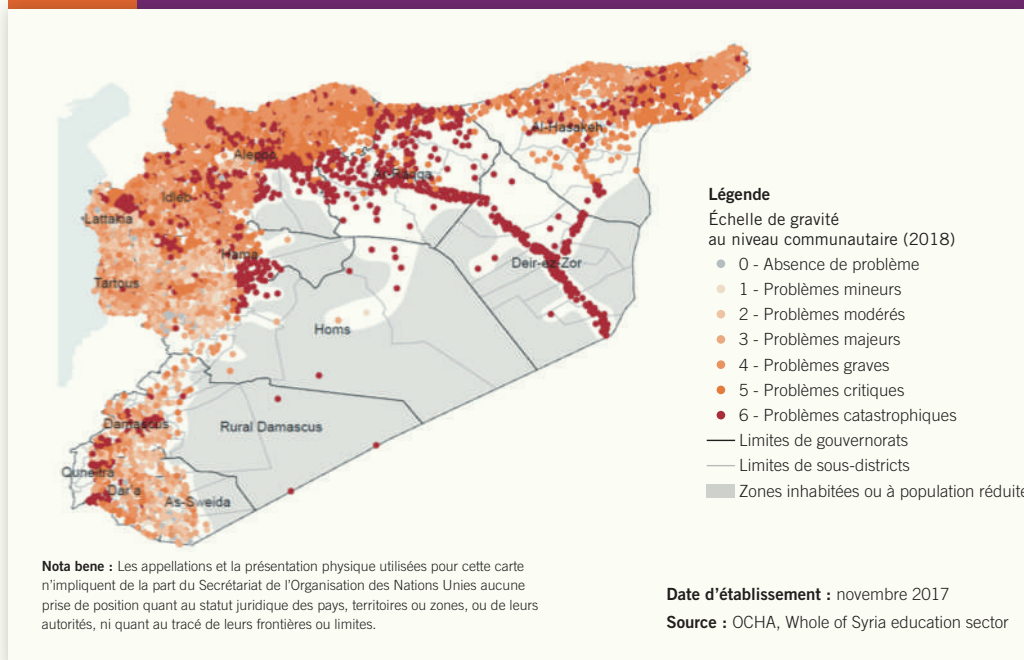 Al-Hasakeh
Aleppo
Ar-Raqqa
Idleb
Lattakia
Hama
Deir-ez-Zor
Tartous
Homs
Damascus
Rural Damascus
Quneitra
Dar'a
As-Sweida
Légende
Échelle de gravité
au niveau communautaire (2018)
0 - Absence de problème
1 - Problèmes mineurs
2 - Problèmes modérés
3 - Problèmes majeurs
4 - Problèmes graves
5 - Problèmes critiques
6 - Problèmes catastrophiques
Limites de gouvernorats
Limites de sous-districts
Zones inhabitées ou à population réduite
Nota bene : Les appellations et la présentation physique utilisées pour cette carte
n'impliquent de la part du Secrétariat de l'Organisation des Nations Unies aucune
prise de position quant au statut juridique des pays, territoires ou zones, ou de leurs
autorités, ni quant au tracé de leurs frontières ou limites.
Date d'établissement : novembre 2017
Source : OCHA, Whole of Syria education sector